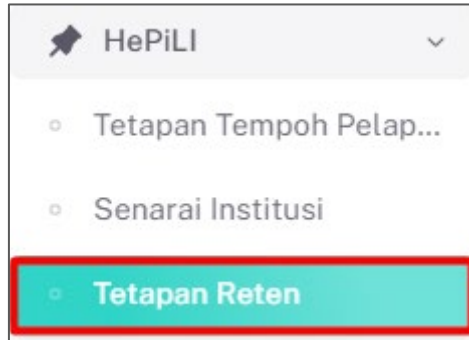 HePiLI
Tetapan Tempoh Pelap...
Senarai Institusi
Tetapan Reten